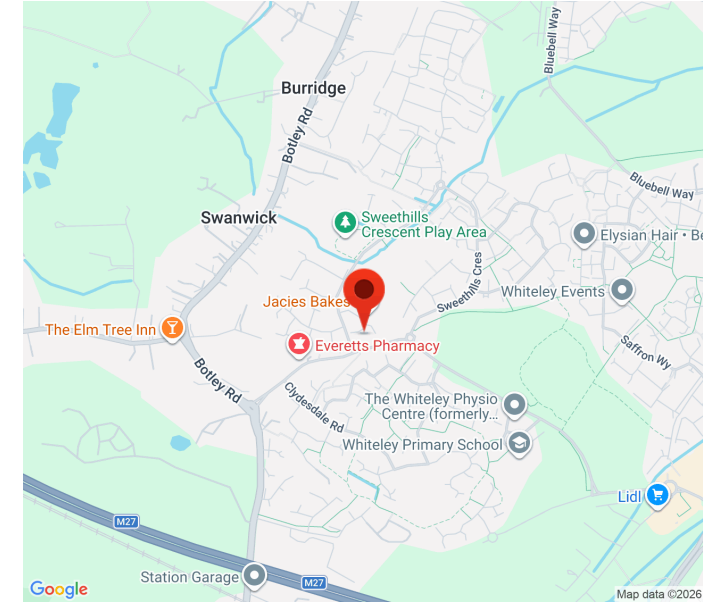 Bluebell Way
Burridge
Botley Rd
Bluebell Way
Swanwick
Sweethills
Crescent Play Area
Elysian Hair • Be
Sweethills Cres
Whiteley Events
Jacies Bakes
The Elm Tree Inn
Everetts Pharmacy
Saffron Wy
Botley Rd
Clydesdale Rd
The Whiteley Physio
Centre (formerly...
Whiteley Primary School
Lidl
M27
Station Garage
M27
Google
Map data ©2026